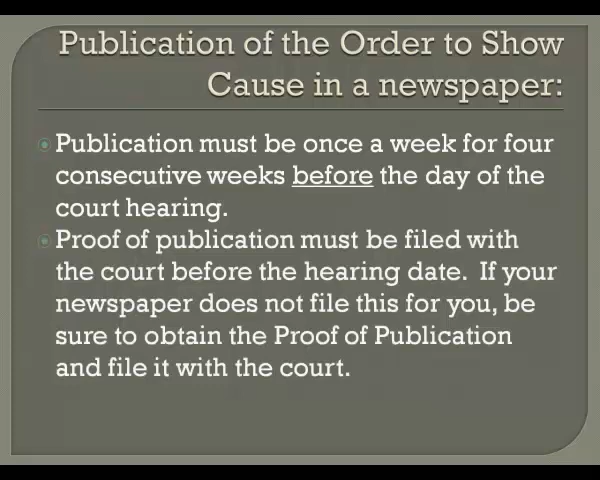 Publication of the Order to Show
Cause in a newspaper:
Publication must be once a week for four
consecutive weeks before the day of the
court hearing.
Proof of publication must be filed with
the court before the hearing date.  If your
newspaper does not file this for you, be
sure to obtain the Proof of Publication
and file it with the court.